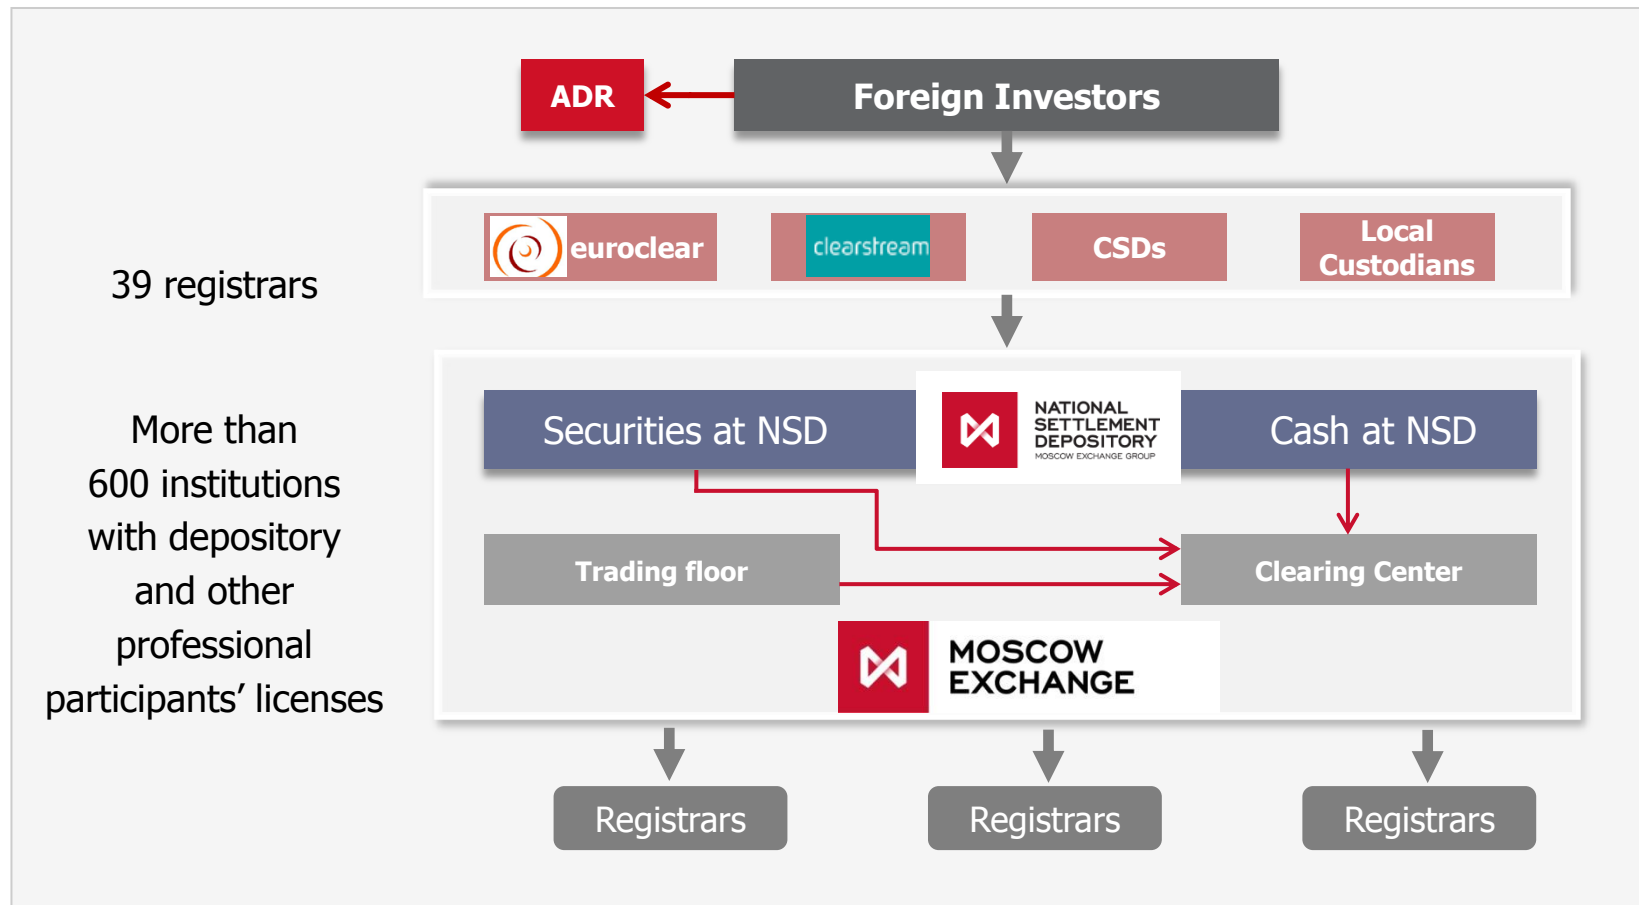 ADR
Foreign Investors
euroclear
clearstream
CSDs
Local
Custodians
39 registrars
Securities at NSD
NATIONAL
SETTLEMENT
DEPOSITORY
MOSCOW EXCHANGE GROUP
Cash at NSD
More than
600 institutions
with depository
and other
professional
participants’ licenses
Trading floor
Clearing Center
MOSCOW
EXCHANGE
Registrars
Registrars
Registrars